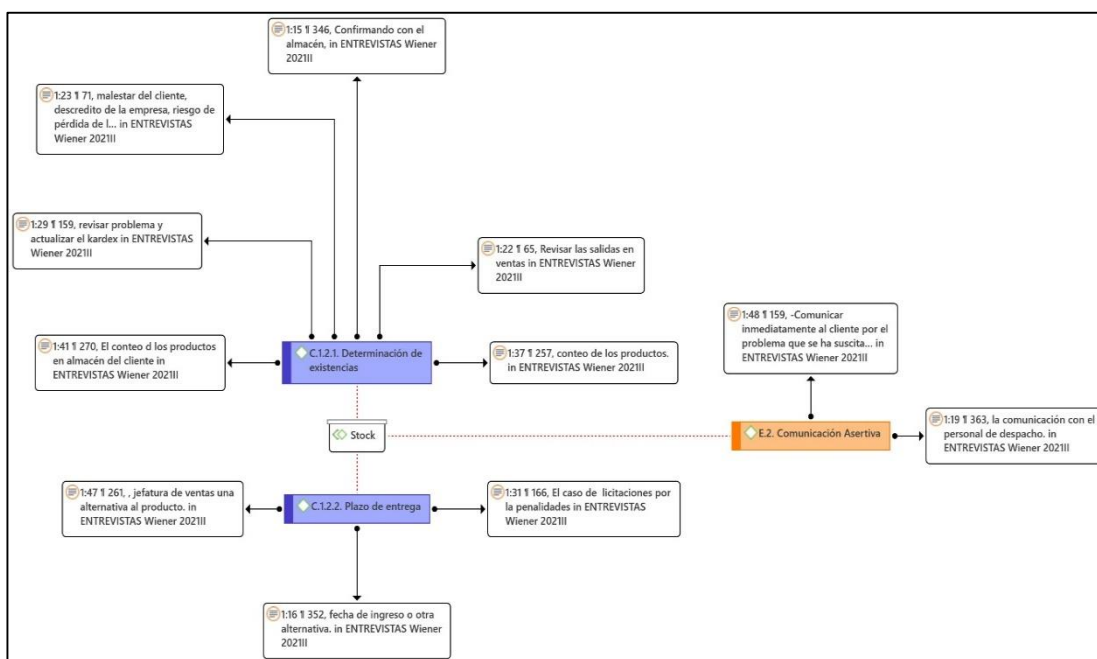 1:15 ¶ 346, Confirmando con el
almacén, in ENTREVISTAS Wiener
2021II
1:23 ¶ 71, malestar del cliente,
descredito de la empresa, riesgo de
pérdida de l... in ENTREVISTAS
Wiener 2021II
1:29 ¶ 159, revisar problema y
actualizar el kardex in ENTREVISTAS
Wiener 2021II
1:22 ¶ 65, Revisar las salidas en
ventas in ENTREVISTAS Wiener
2021II
1:41 ¶ 270, El conteo d los productos
en almacén del cliente in
ENTREVISTAS Wiener 2021II
C.1.2.1. Determinación de
existencias
1:37 ¶ 257, conteo de los productos.
in ENTREVISTAS Wiener 2021II
1:48 ¶ 159, -Comunicar
inmediatamente al cliente por el
problema que se ha suscita... in
ENTREVISTAS Wiener 2021II
Stock
E.2. Comunicación Asertiva
1:19 ¶ 363, la comunicación con el
personal de despacho. in
ENTREVISTAS Wiener 2021II
1:47 ¶ 261, , jefatura de ventas una
alternativa al producto. in
ENTREVISTAS Wiener 2021II
C.1.2.2. Plazo de entrega
1:31 ¶ 166, El caso de licitaciones por
la penalidades in ENTREVISTAS
Wiener 2021II
1:16 ¶ 352, fecha de ingreso o otra
alternativa. in ENTREVISTAS Wiener
2021II